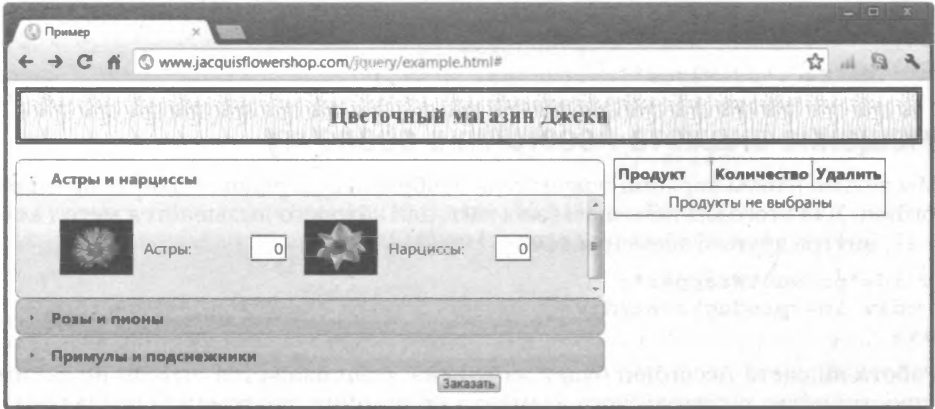 Пример
www.jacquisflowershop.com/jquery/example.html#
Цветочный магазин Джеки
Астры и нарциссы
Астры: 0 Нарциссы: 0
Розы и пионы
Примулы и подснежники
Продукт Количество Удалить
Продукты не выбраны
Заказать